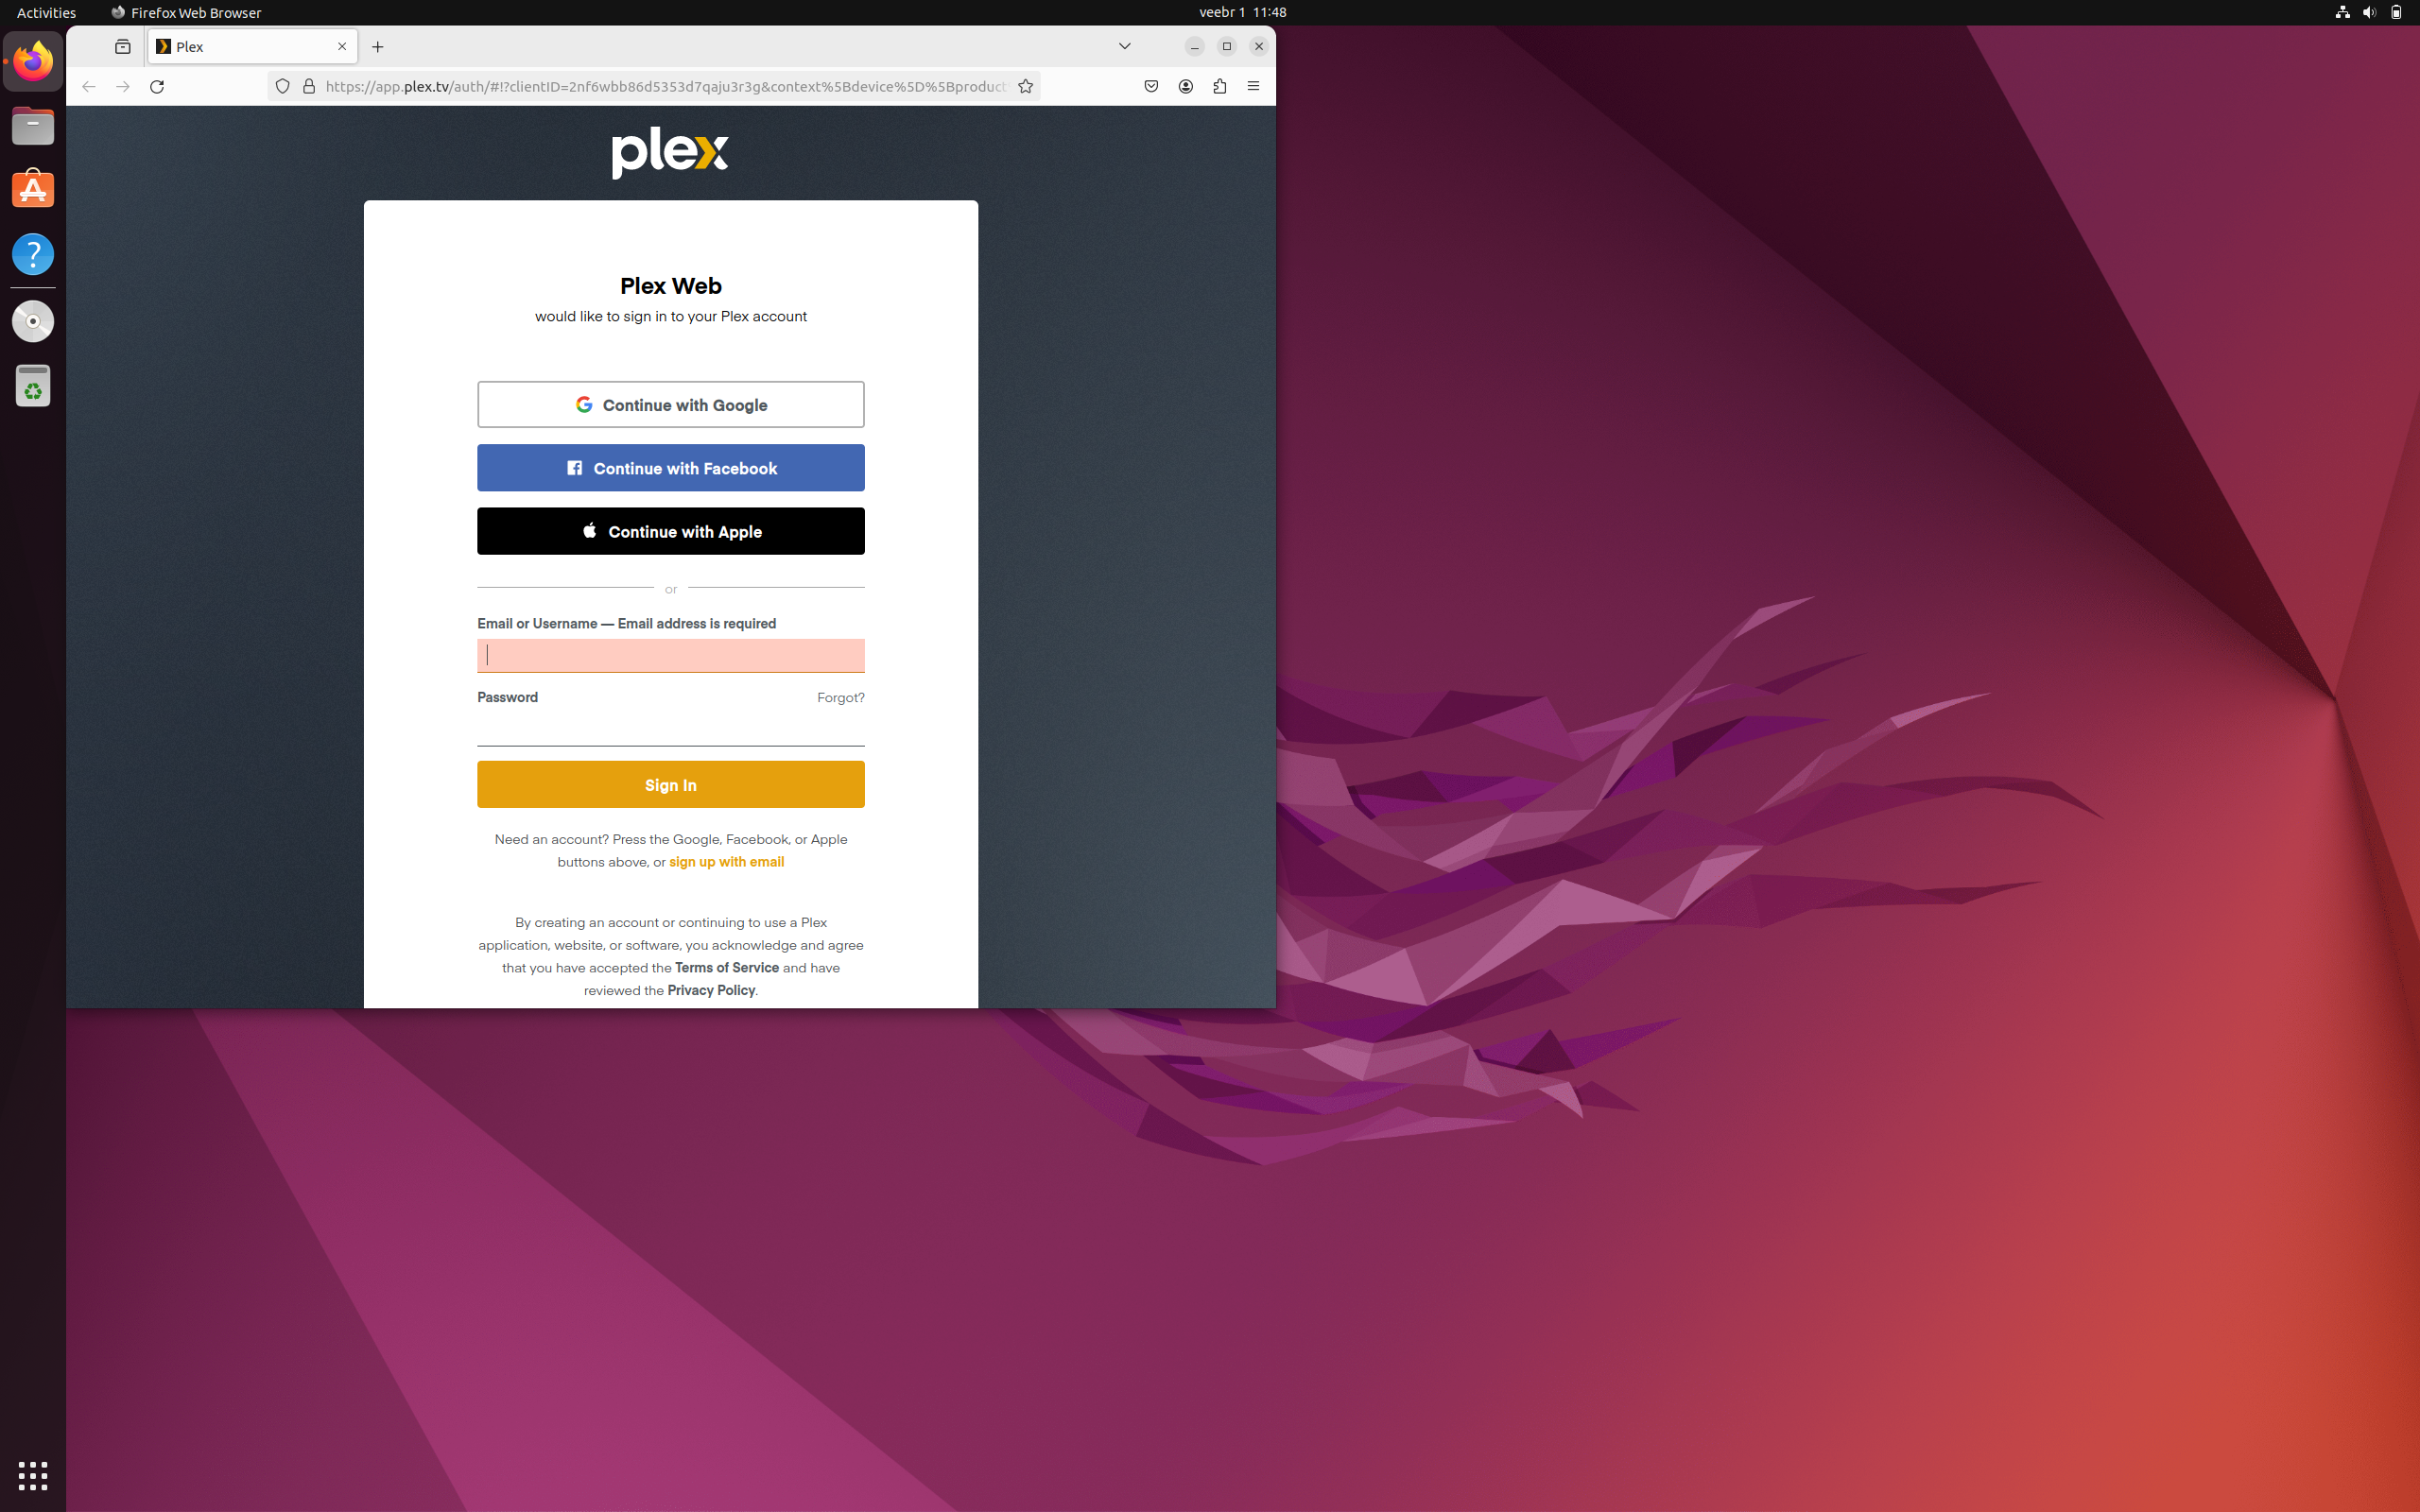 Activities
Firefox Web Browser
veebr 1 11:48
Plex
https://app.plex.tv/auth/#!?clientID=2nf6wbb86d5353d7qaju3r3g&context%5Bdevice%5D%5Bproduct
plex
Plex Web
would like to sign in to your Plex account
Continue with Google
Continue with Facebook
Continue with Apple
or
Email or Username — Email address is required
Password
Forgot?
Sign In
Need an account? Press the Google, Facebook, or Apple
buttons above, or sign up with email
By creating an account or continuing to use a Plex
application, website, or software, you acknowledge and agree
that you have accepted the Terms of Service and have
reviewed the Privacy Policy.